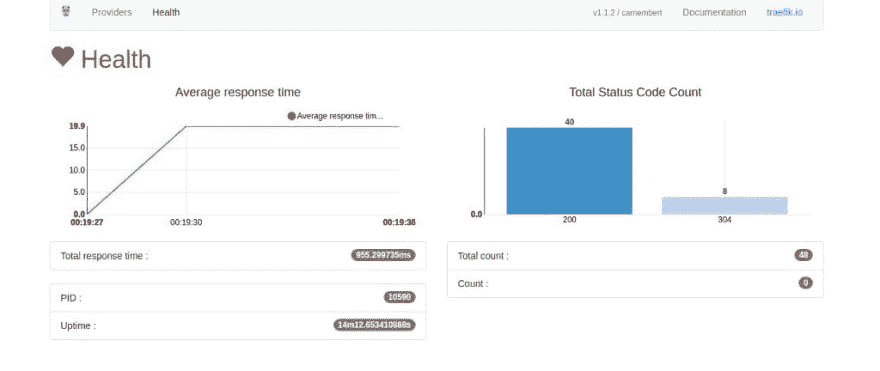 Providers Health v1.1.2 / camembert Documentation traefik.io
Health
Average response time
Average response tim...
19.9
15.0
10.0
5.0
0.0
00:19:27 00:19:30 00:19:36
Total response time : 955.299735ms
PID : 10590
Uptime : 14m12.653410888s
Total Status Code Count
40
8
0.0
200 304
Total count : 48
Count : 0